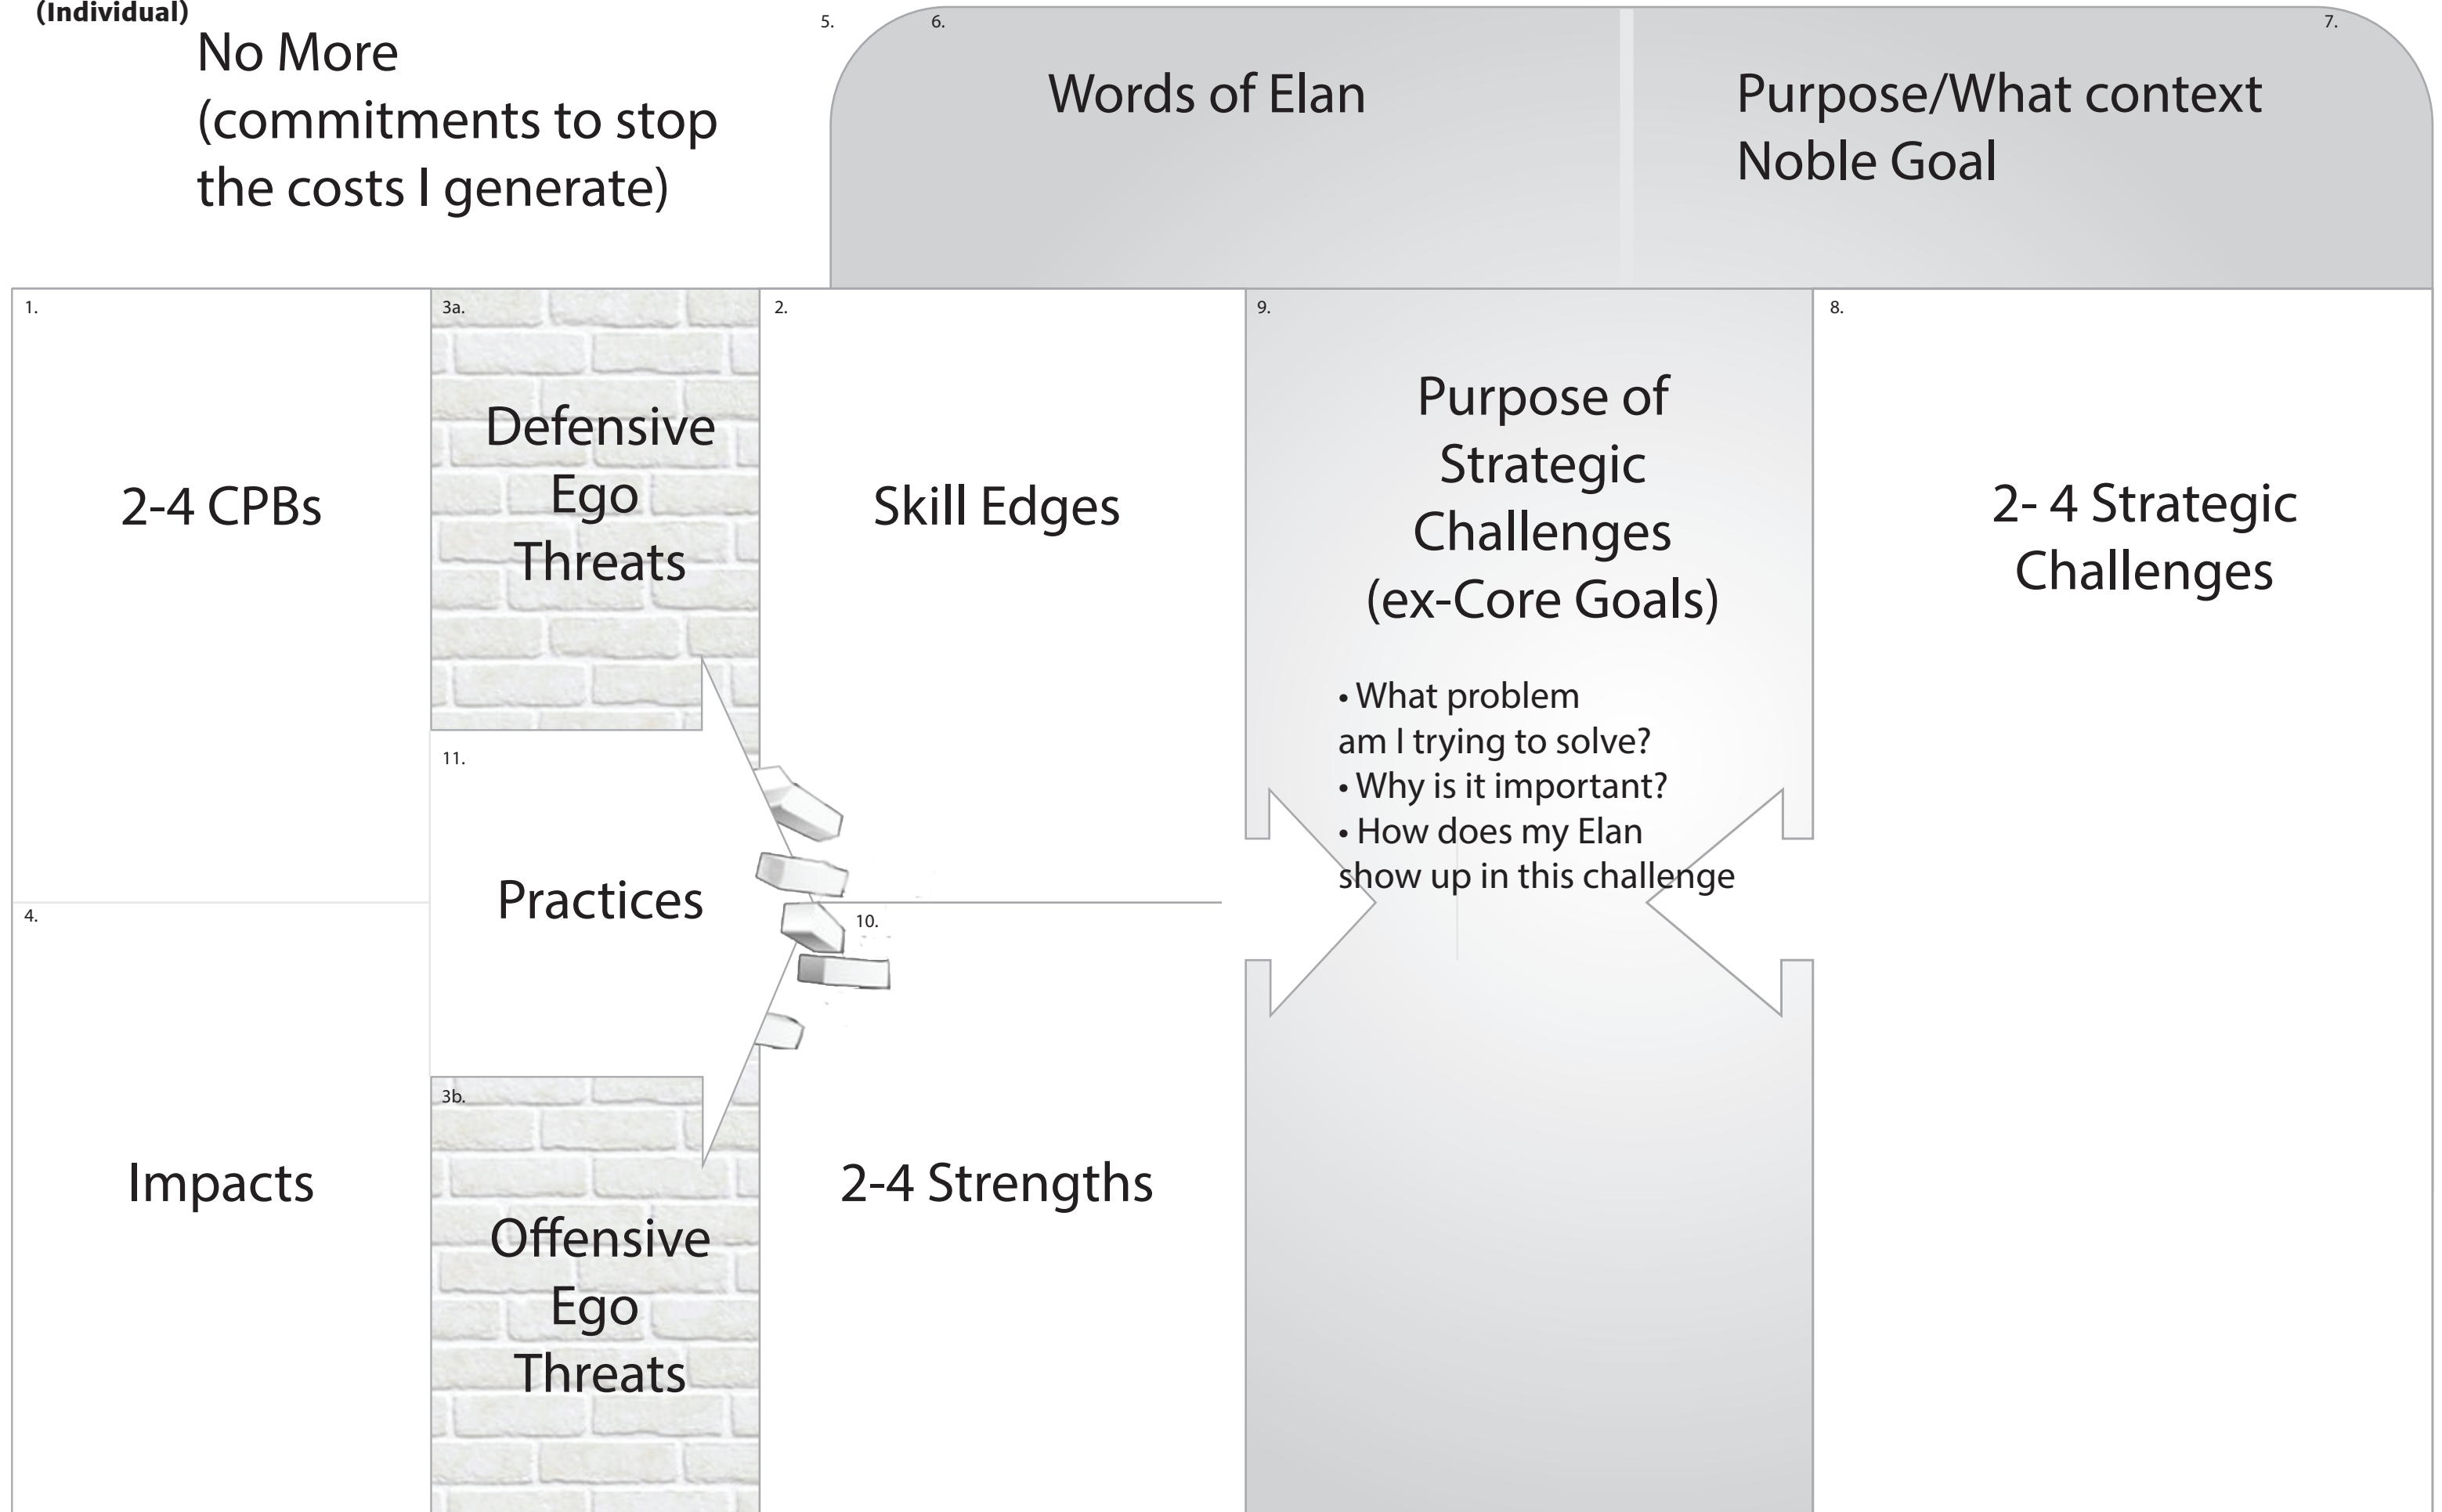 (Individual)
No More
(commitments to stop
the costs I generate)
5.
6.
Words of Elan
7.
Purpose/What context
Noble Goal
1.
2-4 CPBs
3a.
Defensive
Ego
Threats
2.
Skill Edges
9.
Purpose of
Strategic
Challenges
(ex-Core Goals)
• What problem
am I trying to solve?
• Why is it important?
• How does my Elan
show up in this challenge
8.
2- 4 Strategic
Challenges
11.
Practices
4.
Impacts
3b.
Offensive
Ego
Threats
10.
2-4 Strengths